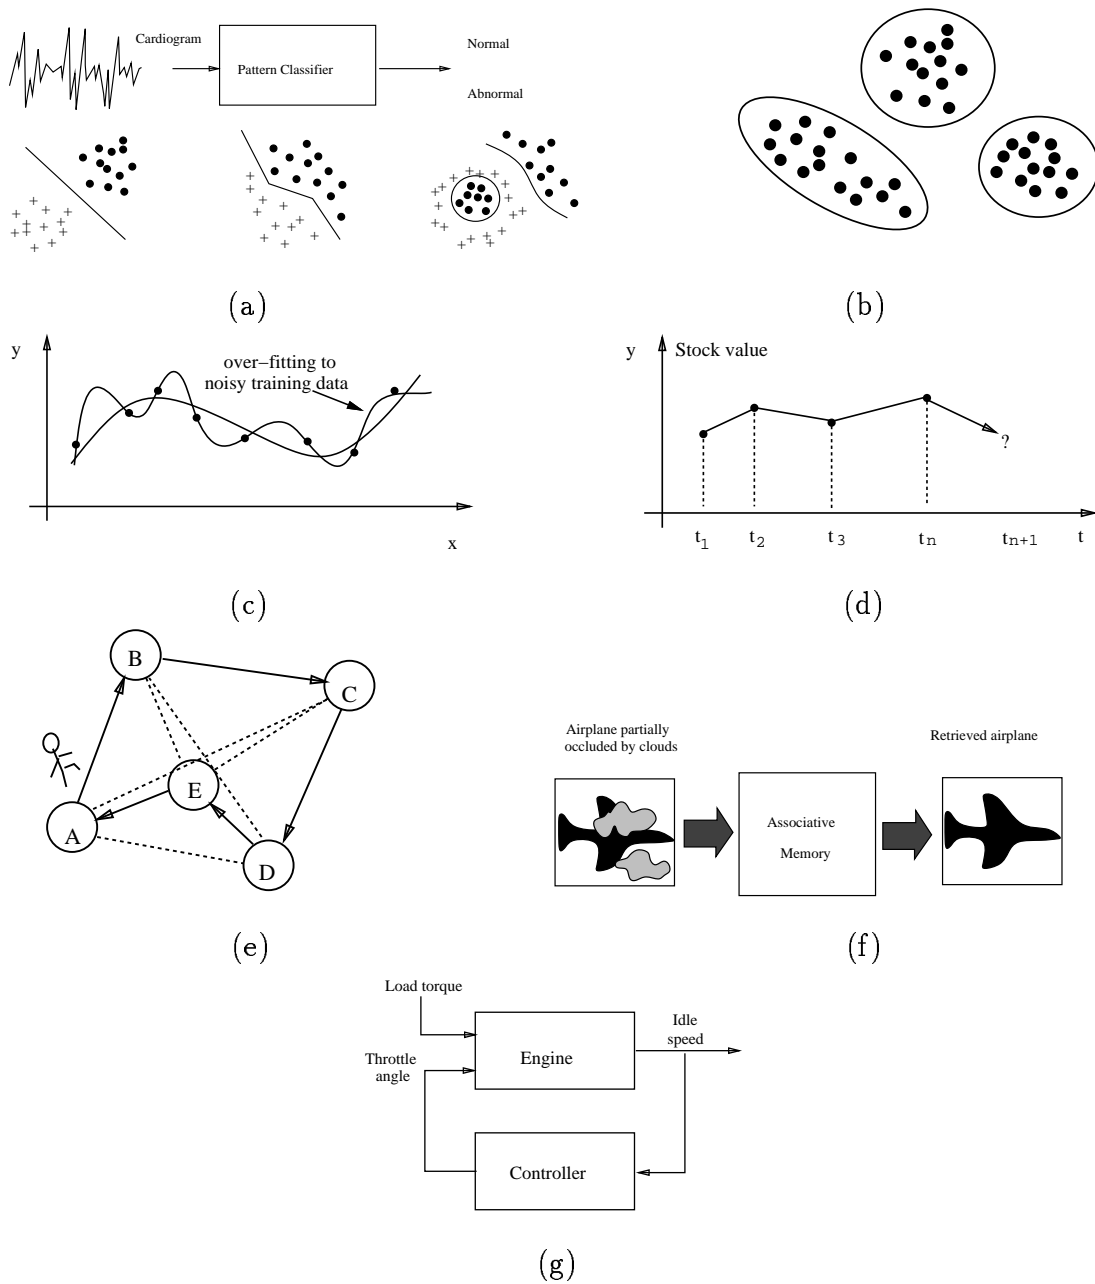 Cardiogram
Pattern Classifier
Normal
Abnormal
(a)
(b)
y
over-fitting to
noisy training data
x
(c)
y
Stock value
?
t1 t2 t3 tn tn+1 t
(d)
B
C
E
A
D
(e)
Airplane partially
occluded by clouds
Associative
Memory
Retrieved airplane
(f)
Load torque
Throttle
angle
Engine
Idle
speed
Controller
(g)